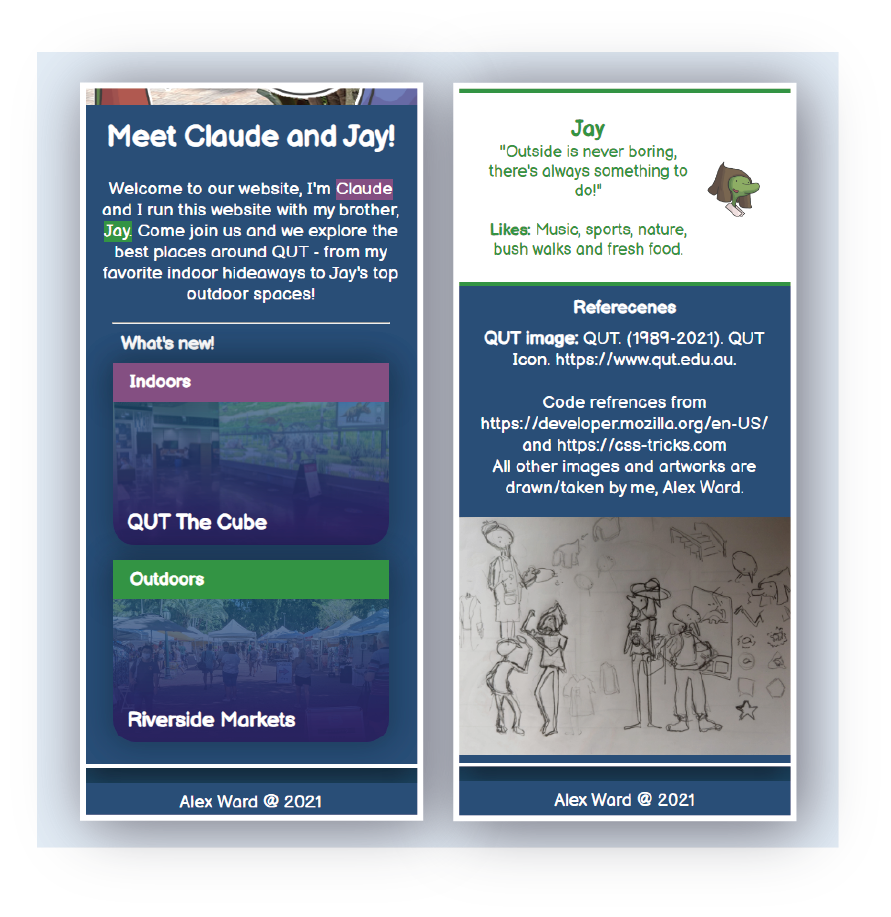 Meet Claude and Jay!
Welcome to our website, I'm Claude
and I run this website with my brother,
Jay. Come join us and we explore the
best places around QUT - from my
favorite indoor hideaways to Jay's top
outdoor spaces!
What's new!
Indoors
QUT The Cube
Outdoors
Riverside Markets
Alex Ward @ 2021
Jay
"Outside is never boring,
there's always something to
do!"
Likes: Music, sports, nature,
bush walks and fresh food.
Referecenes
QUT image: QUT. (1989-2021). QUT
Icon. https://www.qut.edu.au.
Code refrences from
https://developer.mozilla.org/en-US/
and https://css-tricks.com
All other images and artworks are
drawn/taken by me, Alex Ward.
Alex Ward @ 2021